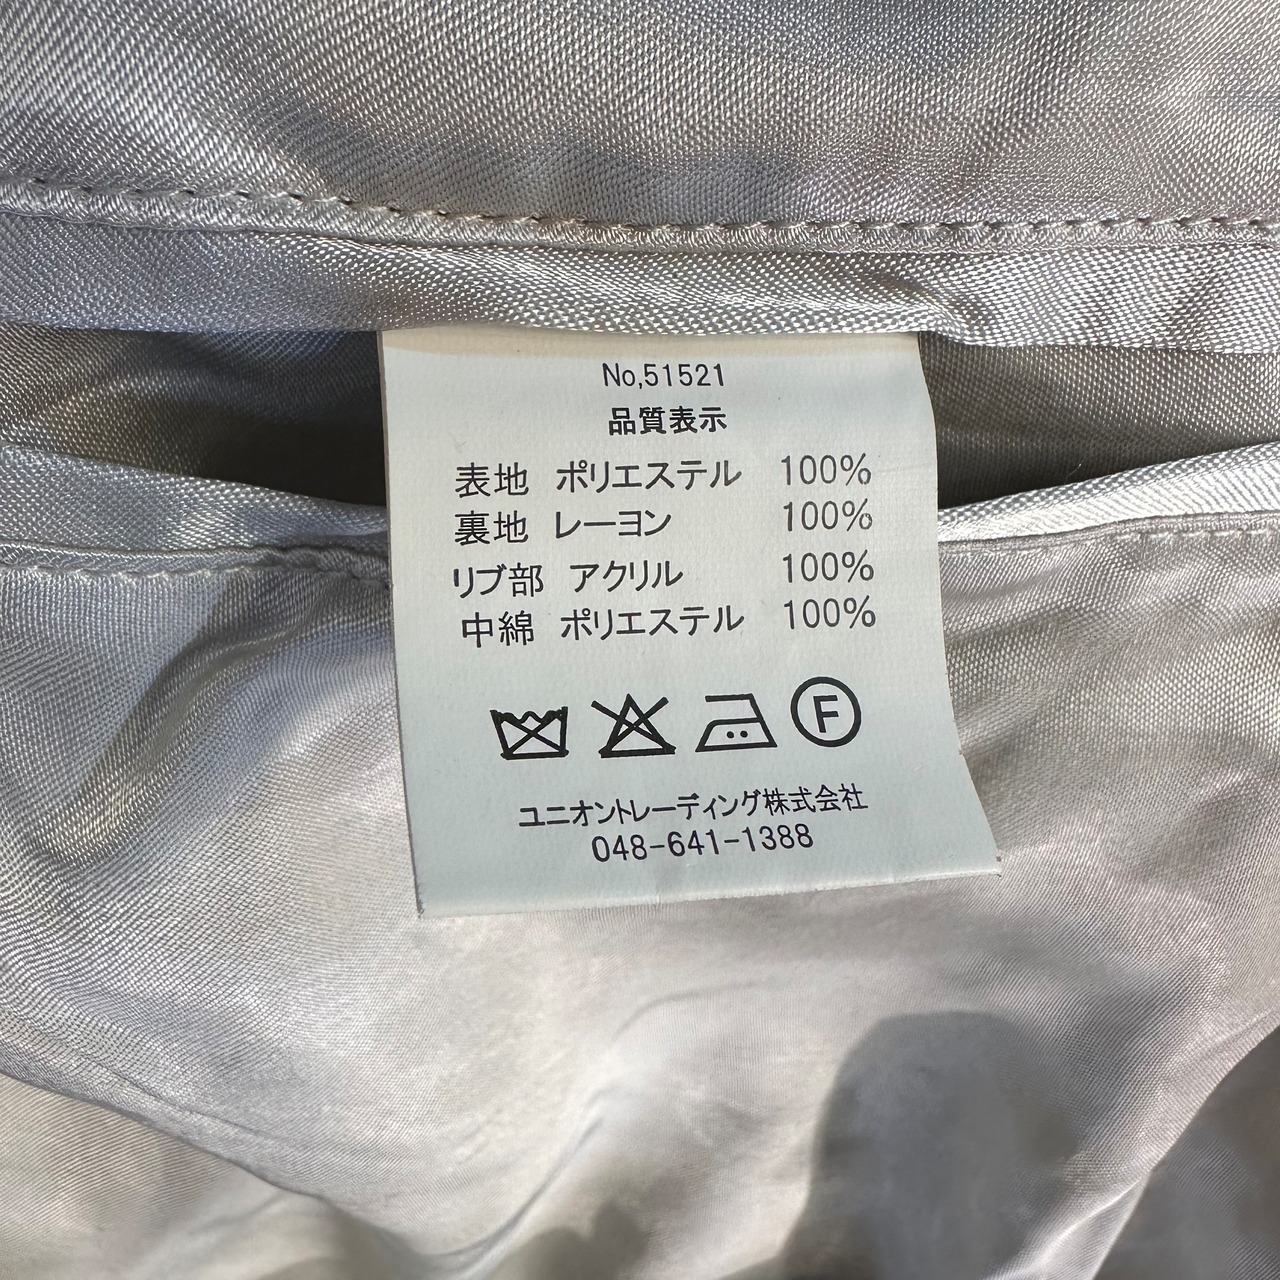 No,51521
品質表示
表地 ポリエステル 100%
裏地 レーヨン 100%
リブ部 アクリル 100%
中綿 ポリエステル 100%
F
ユニオントレーディング株式会社
048-641-1388